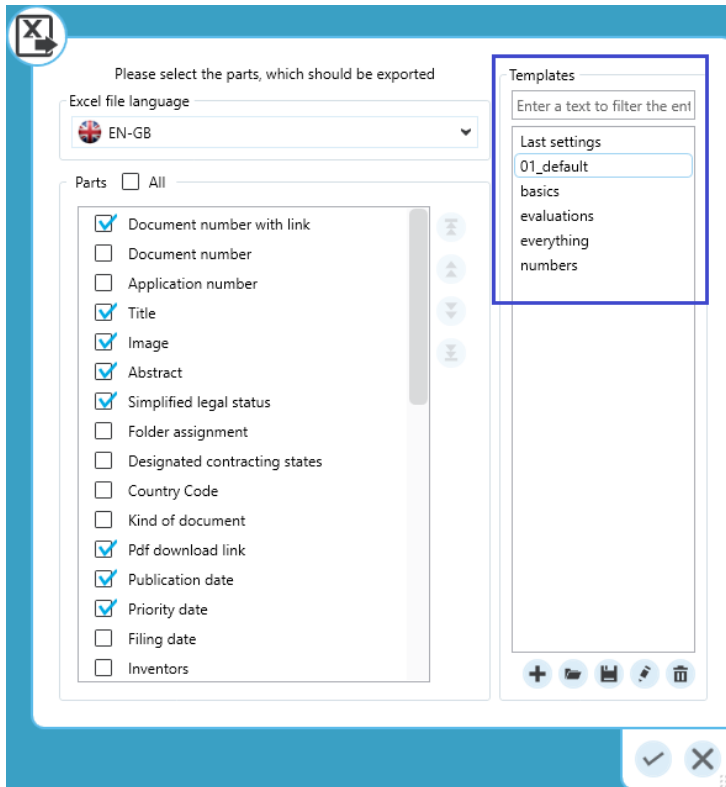 X
Please select the parts, which should be exported
Excel file language
EN-GB
Parts All
Document number with link
Document number
Application number
Title
Image
Abstract
Simplified legal status
Folder assignment
Designated contracting states
Country Code
Kind of document
Pdf download link
Publication date
Priority date
Filing date
Inventors
Templates
Enter a text to filter the ent
Last settings
01_default
basics
evaluations
everything
numbers